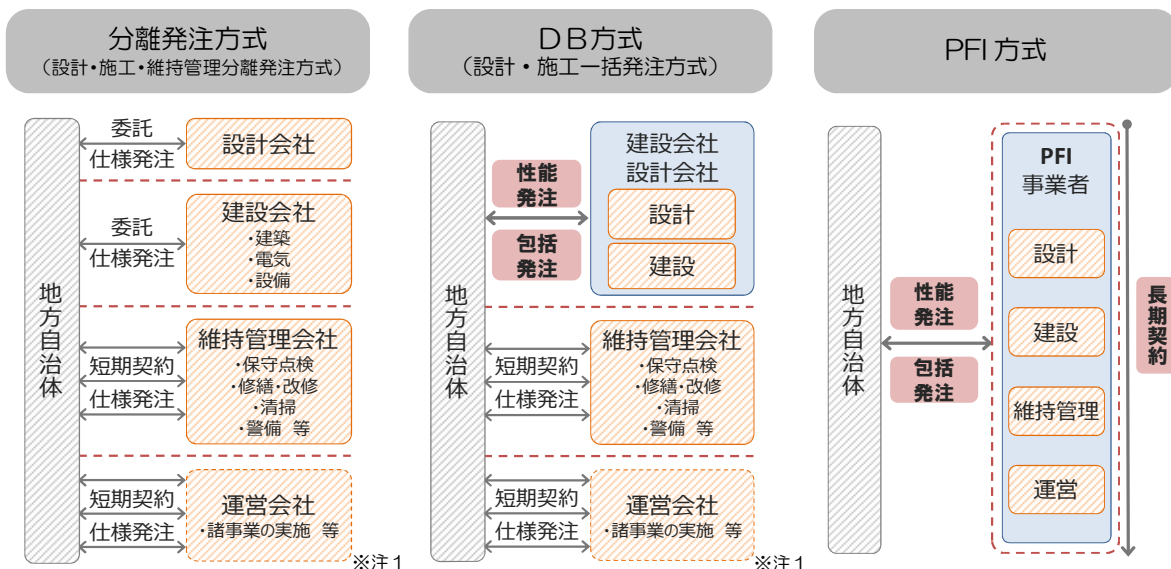 分離発注方式
（設計・施工・維持管理分離発注方式）
地方自治体
委託
仕様発注
設計会社
委託
仕様発注
建設会社
・建築
・電気
・設備
短期契約
仕様発注
維持管理会社
・保守点検
・修繕・改修
・清掃
・警備 等
短期契約
仕様発注
運営会社
・諸事業の実施 等
※注１
ＤＢ方式
（設計・施工一括発注方式）
地方自治体
性能
発注
包括
発注
建設会社
設計会社
設計
建設
短期契約
仕様発注
維持管理会社
・保守点検
・修繕・改修
・清掃
・警備 等
短期契約
仕様発注
運営会社
・諸事業の実施 等
※注１
PFI 方式
地方自治体
性能
発注
包括
発注
PFI
事業者
設計
建設
維持管理
運営
長期契約